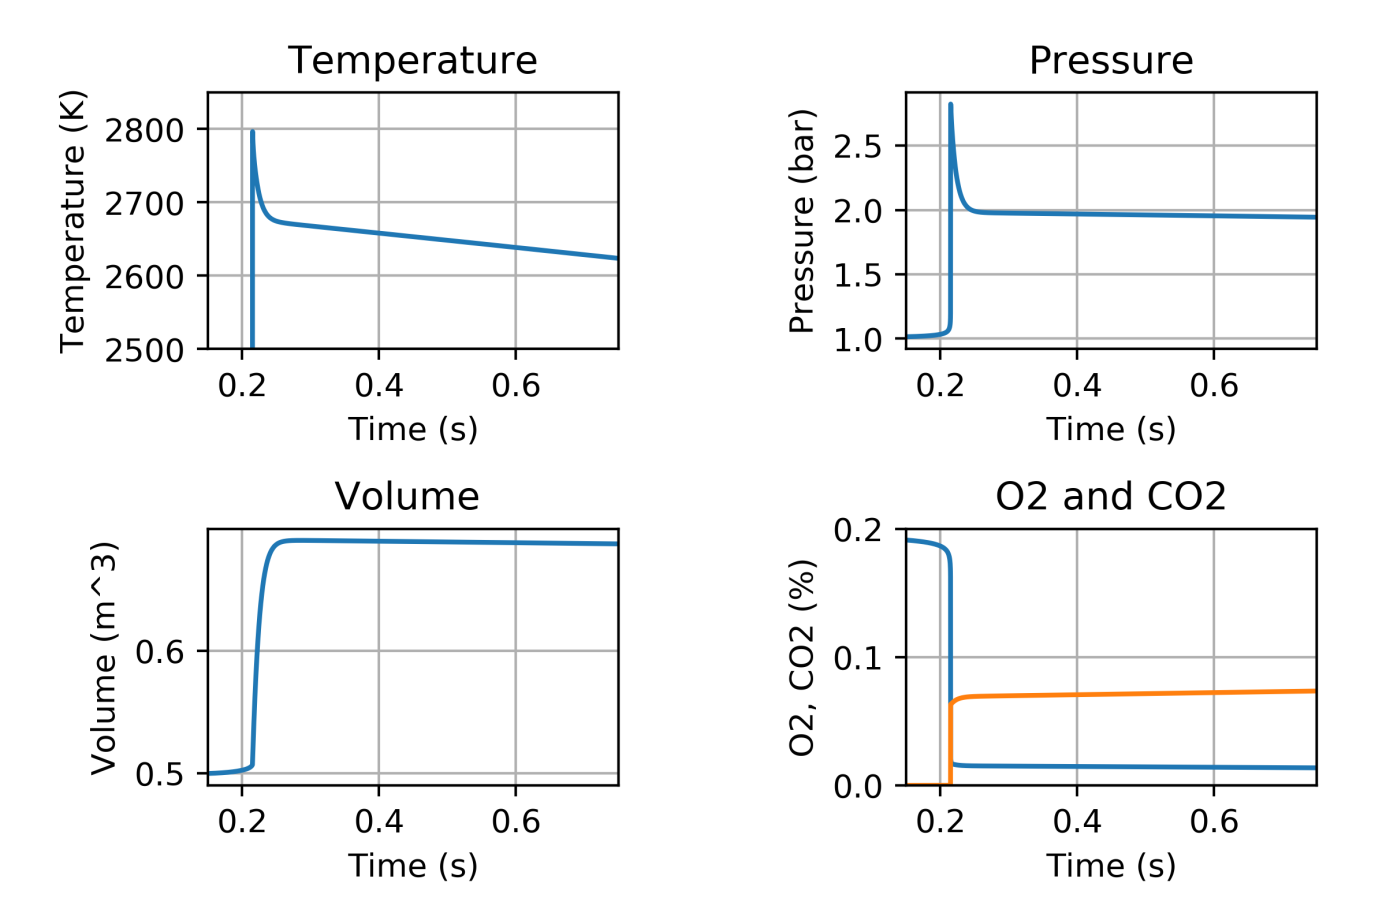 Temperature
Temperature (K)
2800
2700
2600
2500
0.2 0.4 0.6
Time (s)
Pressure
Pressure (bar)
2.5
2.0
1.5
1.0
0.2 0.4 0.6
Time (s)
Volume
Volume (m^3)
0.6
0.5
0.2 0.4 0.6
Time (s)
O2 and CO2
O2, CO2 (%)
0.2
0.1
0.0
0.2 0.4 0.6
Time (s)